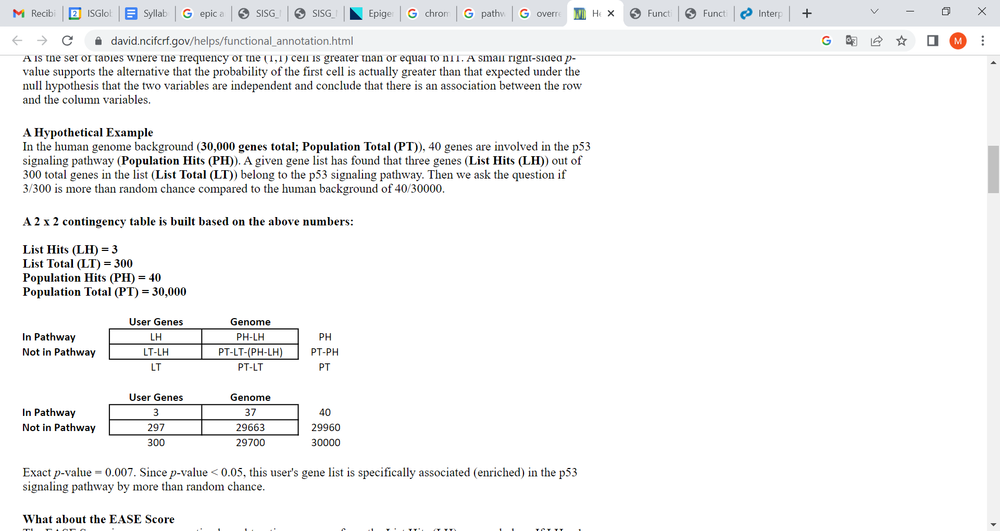 Recibi
2 ISGlob
Syllab
epic a
SISG_
SISG_
Epiger
chrom
pathw
overre
He
Functi
Functi
Interp
david.ncifcrf.gov/helps/functional_annotation.html
M
A is the set of tables where the frequency of the (1,1) cell is greater than or equal to n11. A small right-sided p-
value supports the alternative that the probability of the first cell is actually greater than that expected under the
null hypothesis that the two variables are independent and conclude that there is an association between the row
and the column variables.
A Hypothetical Example
In the human genome background (30,000 genes total; Population Total (PT)), 40 genes are involved in the p53
signaling pathway (Population Hits (PH)). A given gene list has found that three genes (List Hits (LH)) out of
300 total genes in the list (List Total (LT)) belong to the p53 signaling pathway. Then we ask the question if
3/300 is more than random chance compared to the human background of 40/30000.
A 2 x 2 contingency table is built based on the above numbers:
List Hits (LH) = 3
List Total (LT) = 300
Population Hits (PH) = 40
Population Total (PT) = 30,000
User Genes Genome
In Pathway LH PH-LH PH
Not in Pathway LT-LH PT-LT-(PH-LH) PT-PH
LT PT-LT PT
User Genes Genome
In Pathway 3 37 40
Not in Pathway 297 29663 29960
300 29700 30000
Exact p-value = 0.007. Since p-value < 0.05, this user's gene list is specifically associated (enriched) in the p53
signaling pathway by more than random chance.
What about the EASE Score